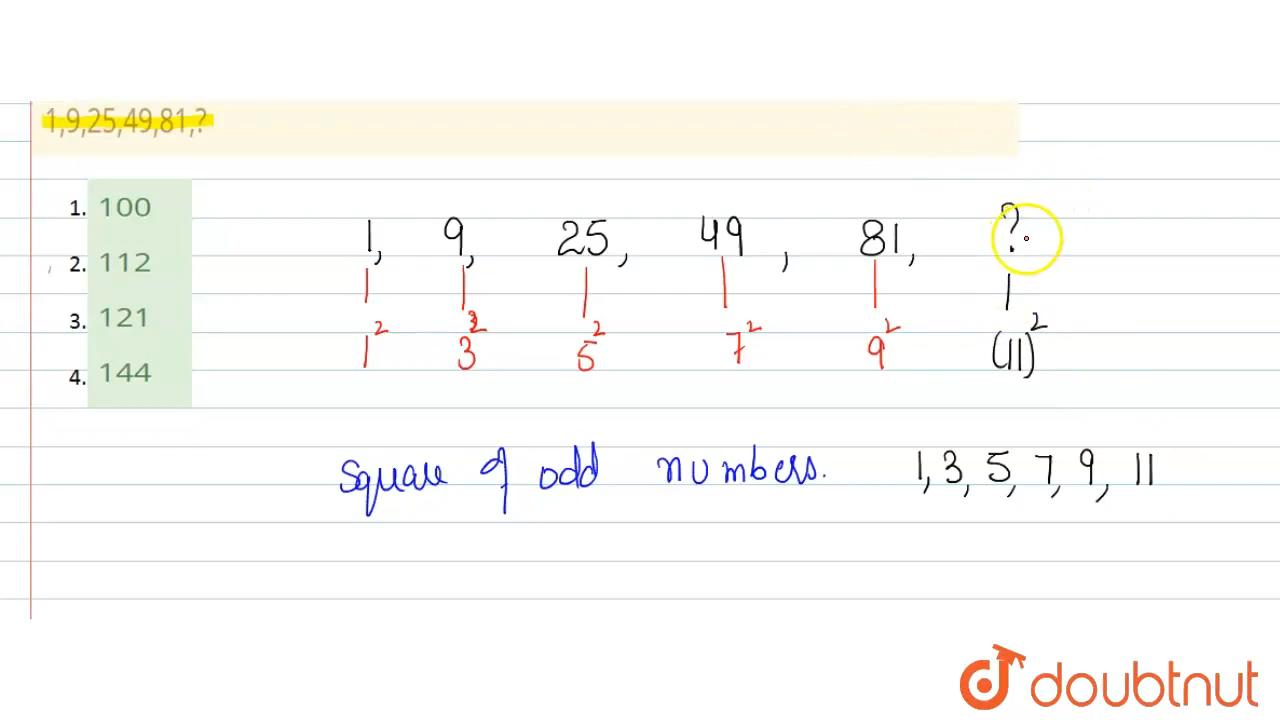 1,9,25,49,81,?
1. 100
2. 112
3. 121
4. 144
1, 9, 25, 49, 81, ?
1² 3² 5² 7² 9² (11)²
Square of odd numbers. 1, 3, 5, 7, 9, 11
doubtnut